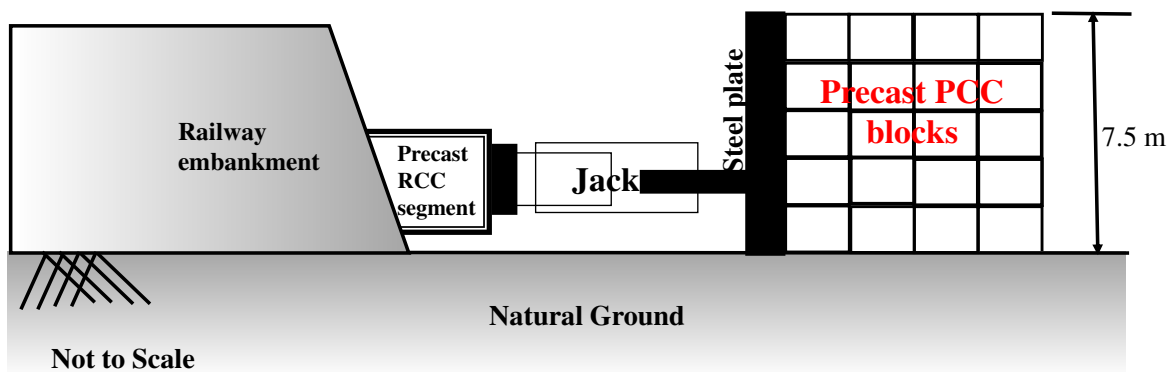 Railway
embankment
Precast
RCC
segment
Jack
Steel plate
Precast PCC
blocks
7.5 m
Natural Ground
Not to Scale